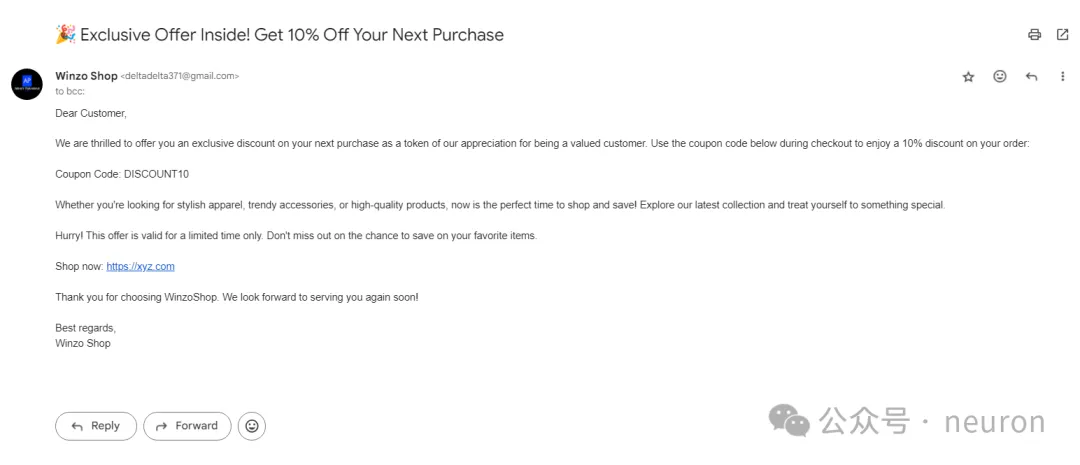 🎉 Exclusive Offer Inside! Get 10% Off Your Next Purchase
Winzo Shop <deltadelta371@gmail.com>
to bcc:
Dear Customer,
We are thrilled to offer you an exclusive discount on your next purchase as a token of our appreciation for being a valued customer. Use the coupon code below during checkout to enjoy a 10% discount on your order:
Coupon Code: DISCOUNT10
Whether you're looking for stylish apparel, trendy accessories, or high-quality products, now is the perfect time to shop and save! Explore our latest collection and treat yourself to something special.
Hurry! This offer is valid for a limited time only. Don't miss out on the chance to save on your favorite items.
Shop now: https://xyz.com
Thank you for choosing WinzoShop. We look forward to serving you again soon!
Best regards,
Winzo Shop
Reply
Forward
公众号 · neuron